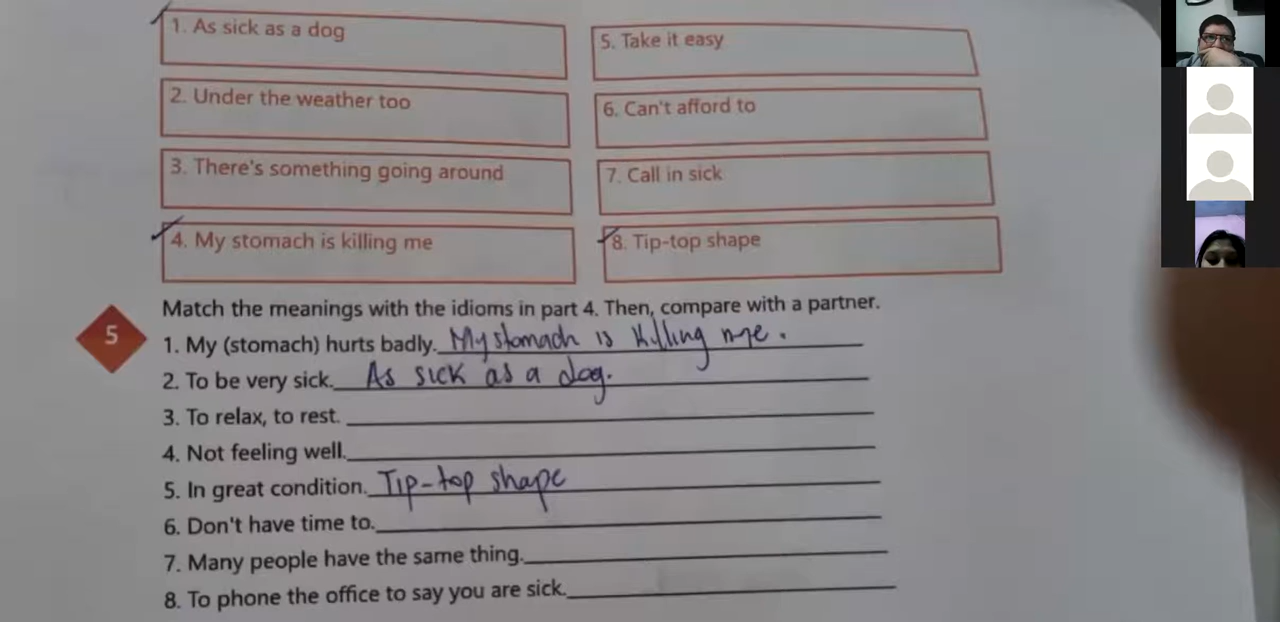 1. As sick as a dog
2. Under the weather too
3. There's something going around
4. My stomach is killing me
5. Take it easy
6. Can't afford to
7. Call in sick
8. Tip-top shape
5
Match the meanings with the idioms in part 4. Then, compare with a partner.
1. My (stomach) hurts badly. My stomach is killing me.
2. To be very sick. As sick as a dog.
3. To relax, to rest.
4. Not feeling well.
5. In great condition. Tip-top shape
6. Don't have time to.
7. Many people have the same thing.
8. To phone the office to say you are sick.